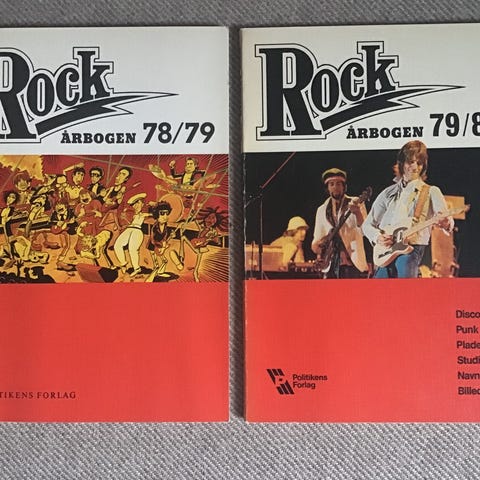 Rock
ÅRBOGEN 78/79
TIKENS FORLAG
Rock
ÅRBOGEN 79/8
Politikens
Forlag
Disco
Punk
Plade
Studi
Navn
Billed